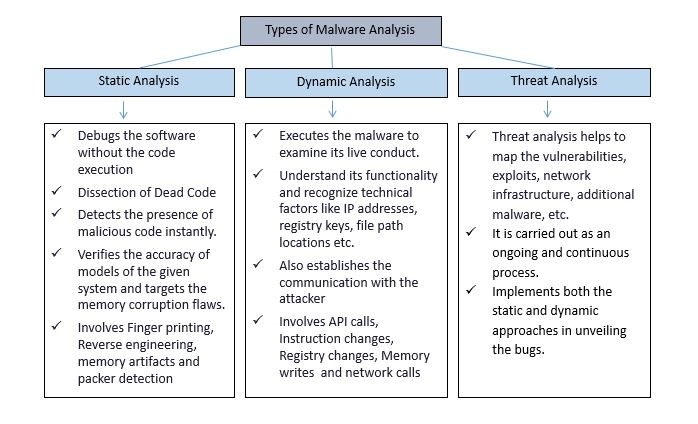 Types of Malware Analysis
Static Analysis
Debugs the software
without the code
execution
Dissection of Dead Code
Detects the presence of
malicious code instantly.
Verifies the accuracy of
models of the given
system and targets the
memory corruption flaws.
Involves Finger printing,
Reverse engineering,
memory artifacts and
packer detection
Dynamic Analysis
Executes the malware to
examine its live conduct.
Understand its functionality
and recognize technical
factors like IP addresses,
registry keys, file path
locations etc.
Also establishes the
communication with the
attacker
Involves API calls,
Instruction changes,
Registry changes, Memory
writes and network calls
Threat Analysis
Threat analysis helps to
map the vulnerabilities,
exploits, network
infrastructure, additional
malware, etc.
It is carried out as an
ongoing and continuous
process.
Implements both the
static and dynamic
approaches in unveiling
the bugs.